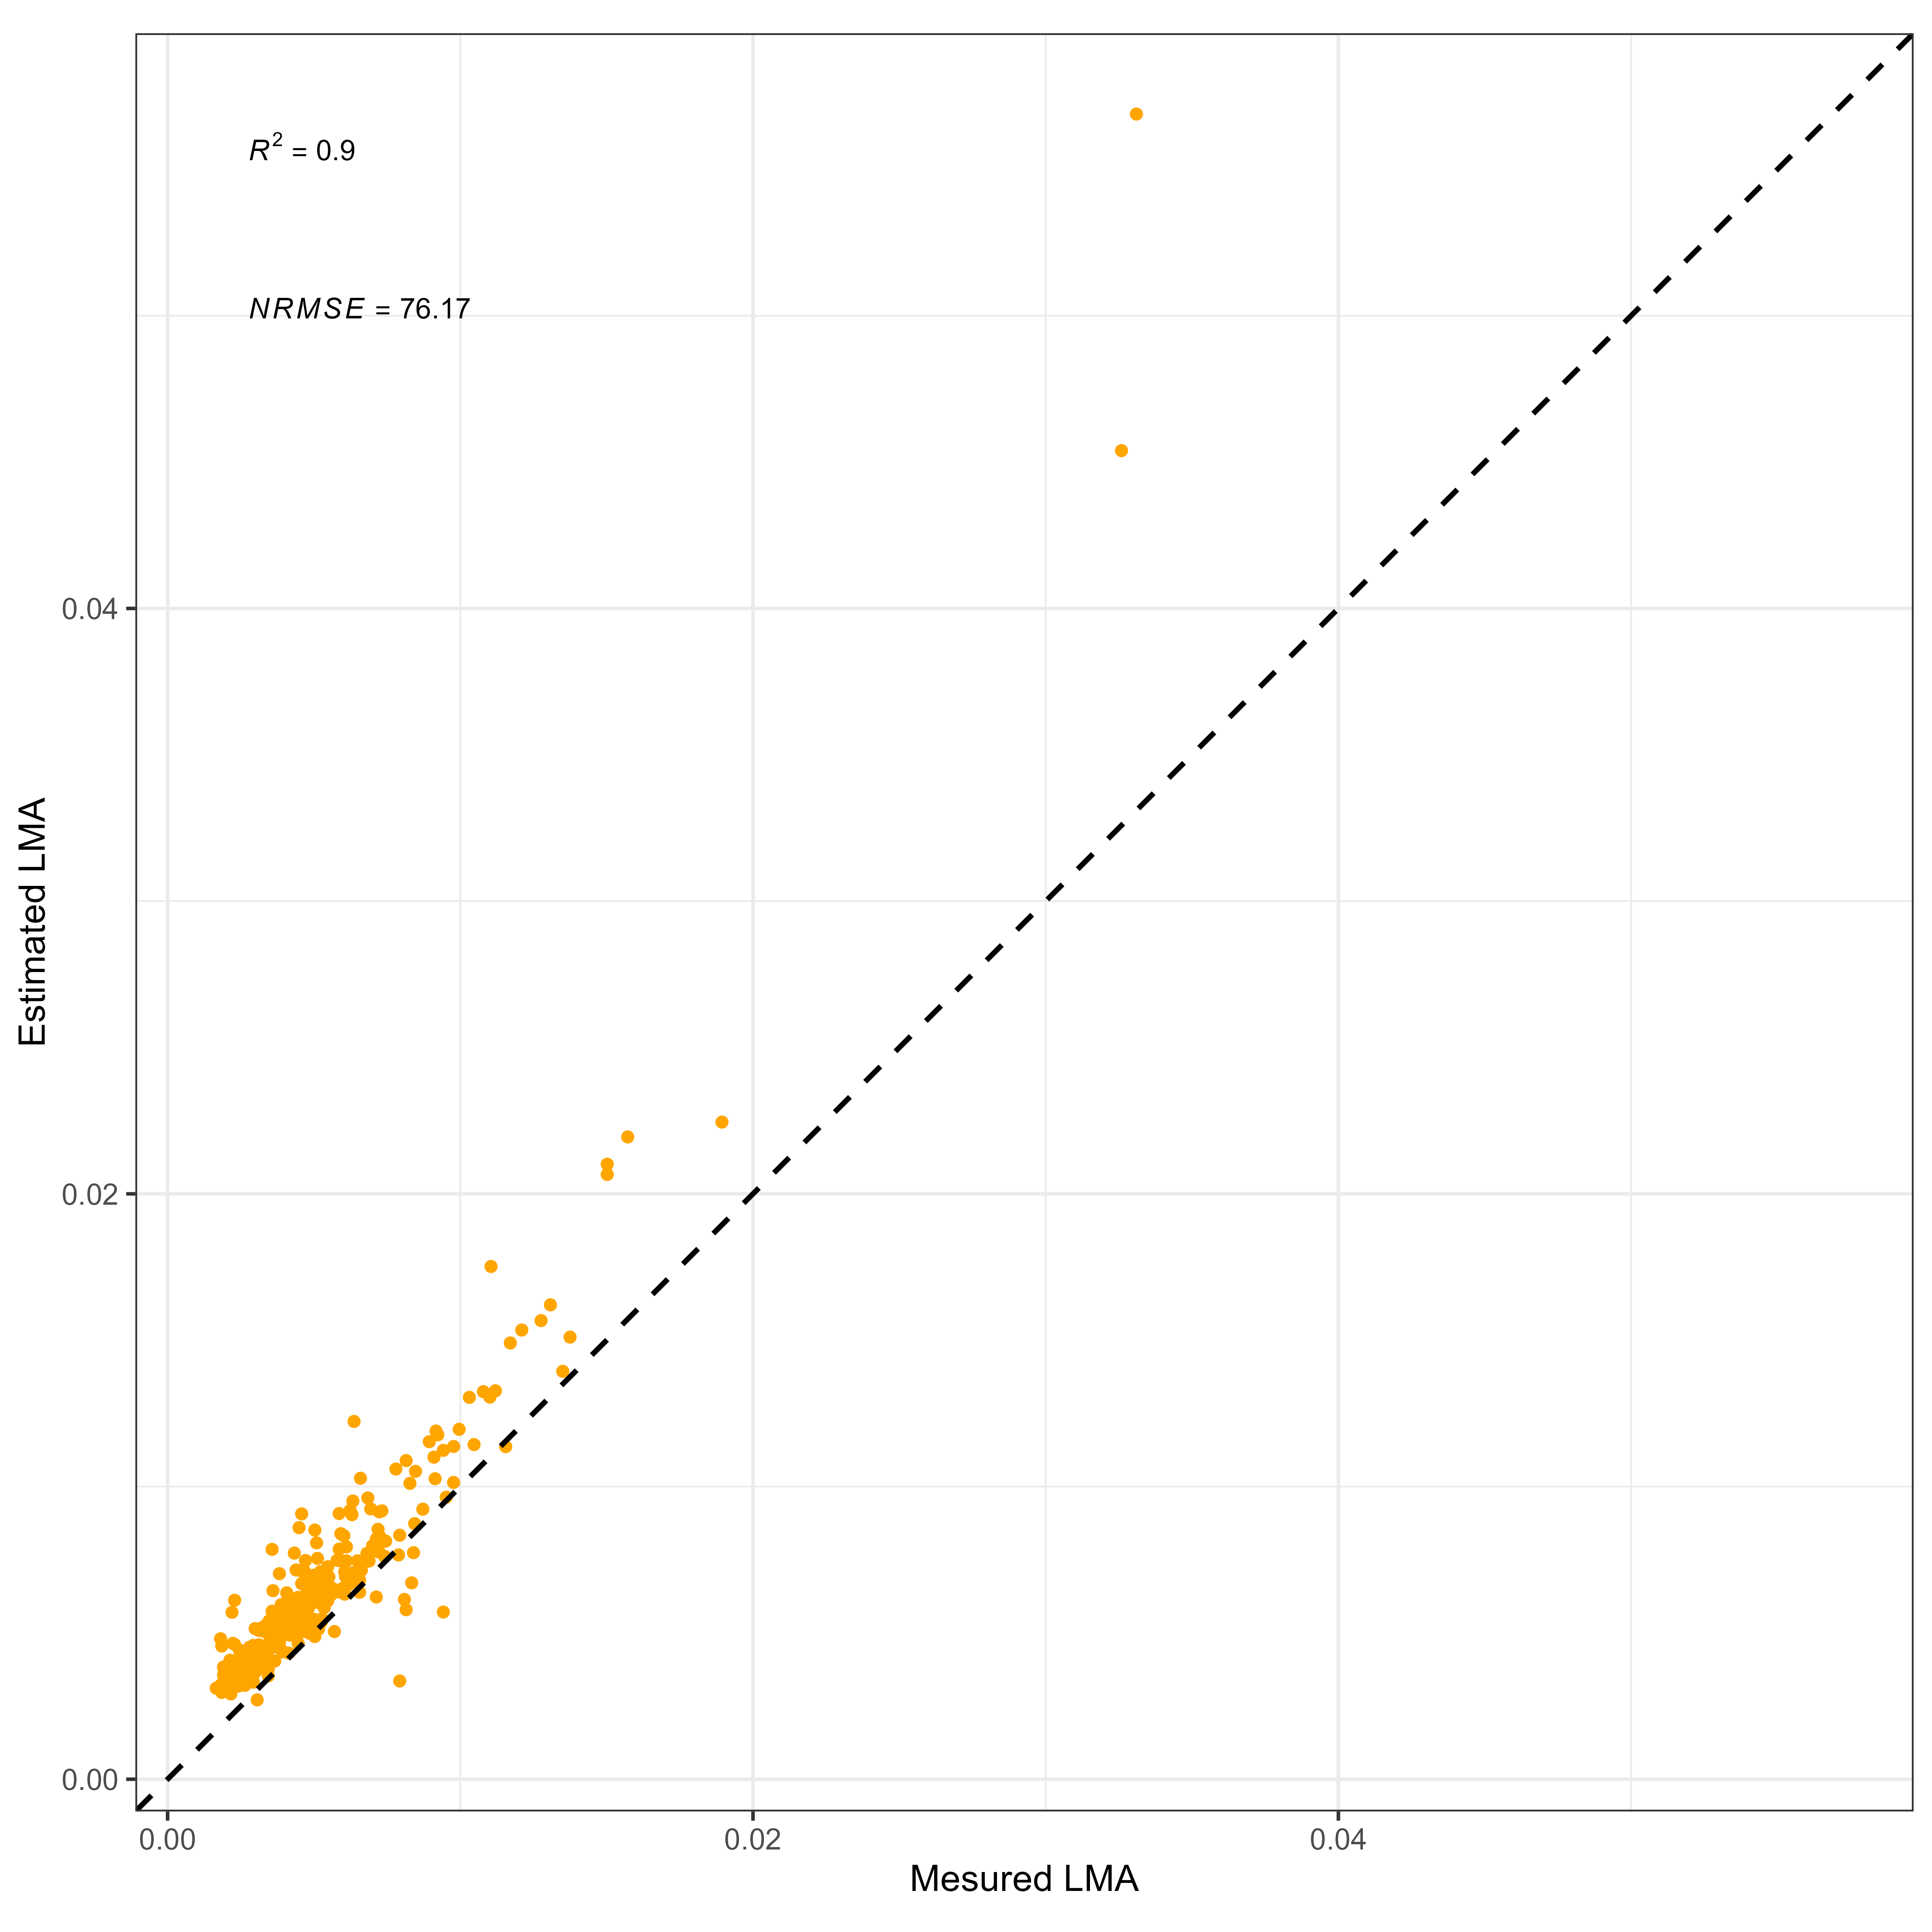 R² = 0.9
NRMSE = 76.17
0.04
0.02
0.00
0.00 0.02 0.04
Mesured LMA
Estimated LMA